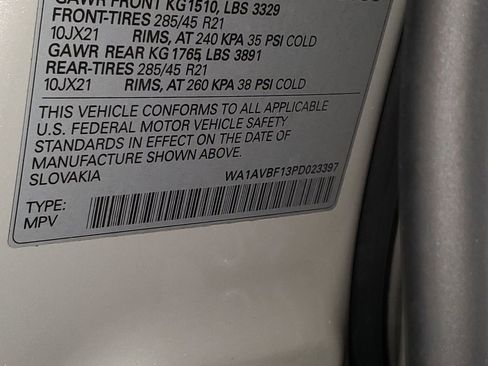 GAWR FRONT KG1510, LBS 3329
FRONT-TIRES 285/45 R21
10JX21 RIMS, AT 240 KPA 35 PSI COLD
GAWR REAR KG 1765, LBS 3891
REAR-TIRES 285/45 R21
10JX21 RIMS, AT 260 KPA 38 PSI COLD
THIS VEHICLE CONFORMS TO ALL APPLICABLE
U.S. FEDERAL MOTOR VEHICLE SAFETY
STANDARDS IN EFFECT ON THE DATE OF
MANUFACTURE SHOWN ABOVE.
SLOVAKIA WA1AVBF13PD023397
TYPE:
MPV